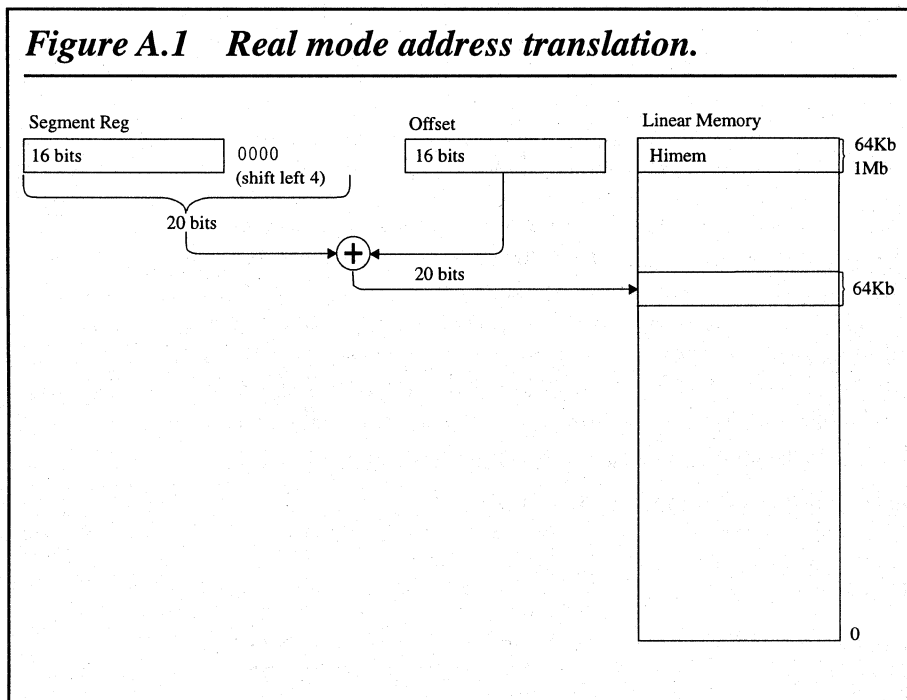 Figure A.1 Real mode address translation.
Segment Reg
16 bits
0000
(shift left 4)
20 bits
Offset
16 bits
20 bits
Linear Memory
Himem
64Kb
1Mb
64Kb
0